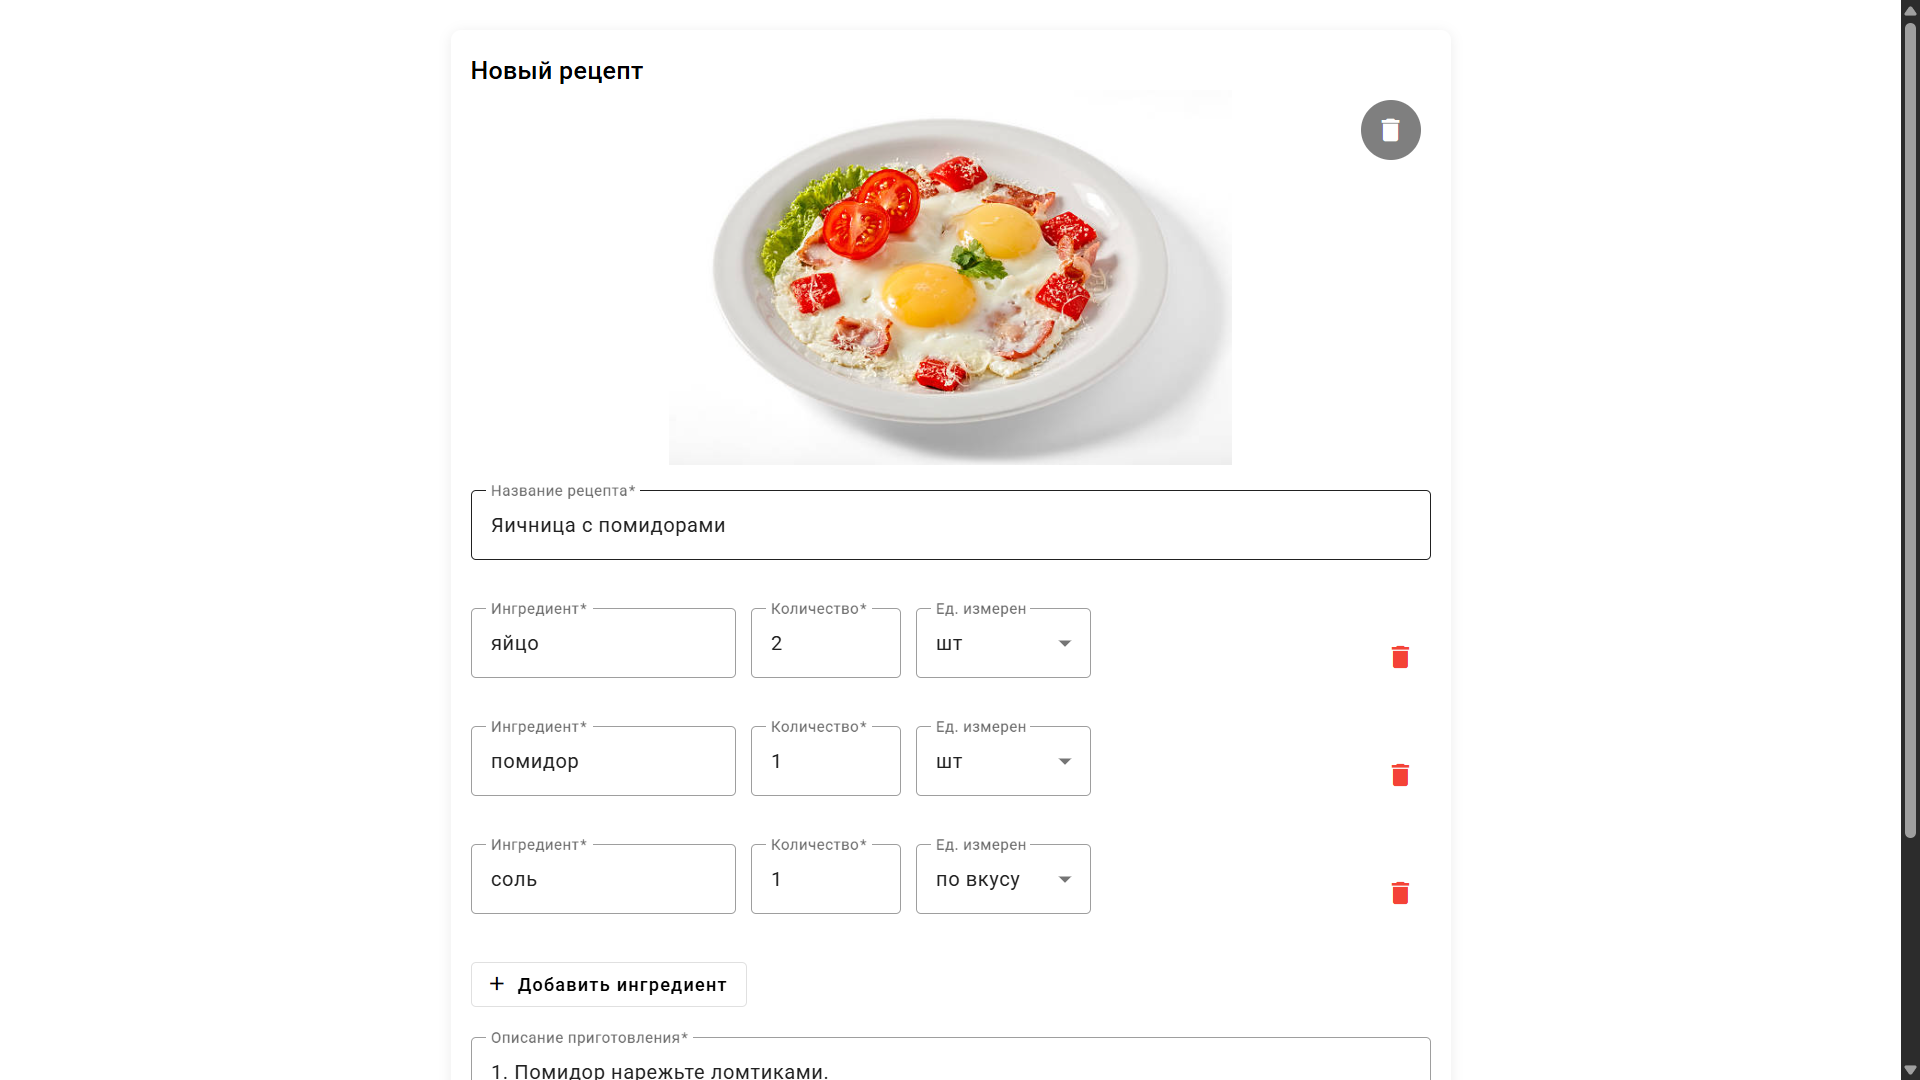 Новый рецепт
Название рецепта*
Яичница с помидорами
Ингредиент* Количество* Ед. измерен
яйцо 2 шт
Ингредиент* Количество* Ед. измерен
помидор 1 шт
Ингредиент* Количество* Ед. измерен
соль 1 по вкусу
+ Добавить ингредиент
Описание приготовления*
1. Помидор нарежьте ломтиками.